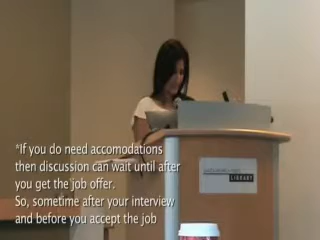 *If you do need accomodations
then discussion can wait until after
you get the job offer.
So, sometime after your interview
and before you accept the job
LIBRARY